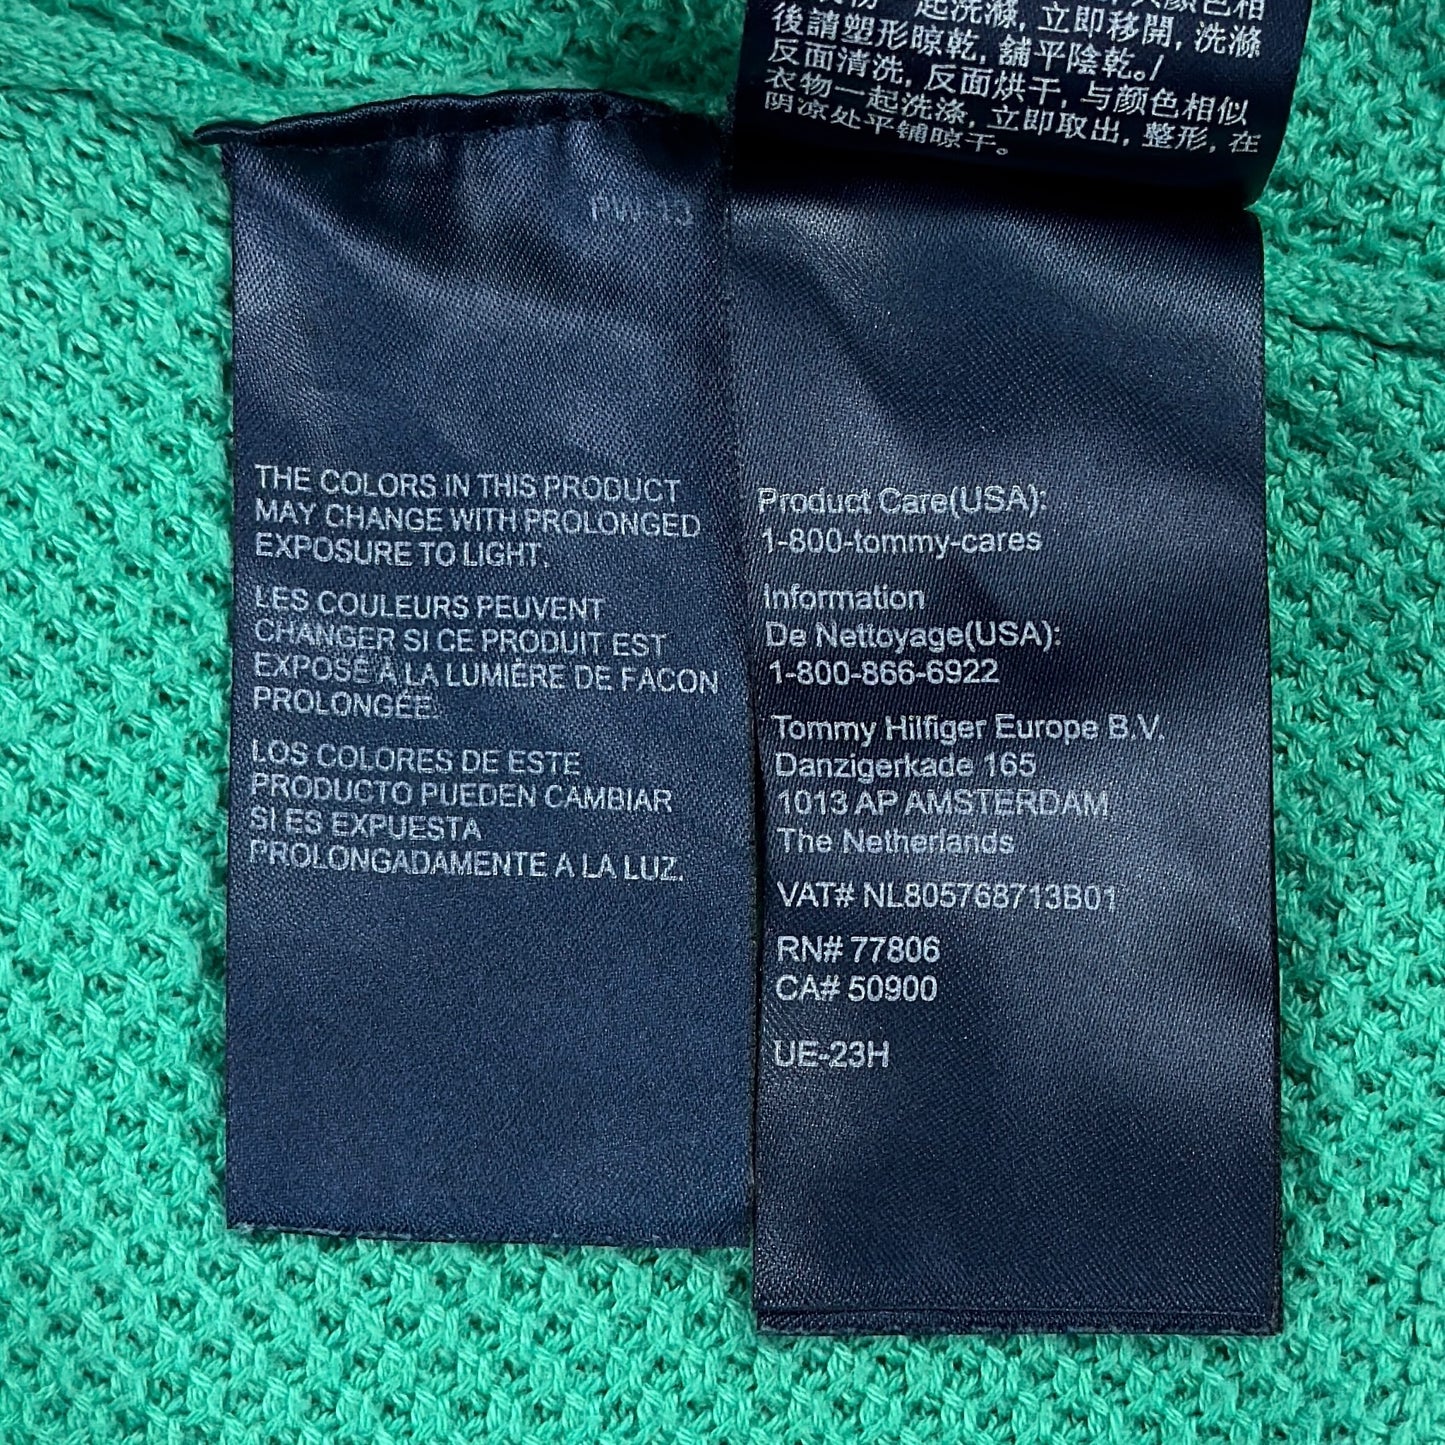 起洗滌, 立即移開, 洗滌
後請塑形晾乾, 舖平陰乾。/
反面清洗, 反面烘干, 与颜色相似
衣物一起洗涤, 立即取出, 整形, 在
阴凉处平铺晾干。
THE COLORS IN THIS PRODUCT
MAY CHANGE WITH PROLONGED
EXPOSURE TO LIGHT.
LES COULEURS PEUVENT
CHANGER SI CE PRODUIT EST
EXPOSÉ À LA LUMIÈRE DE FACON
PROLONGÉE.
LOS COLORES DE ESTE
PRODUCTO PUEDEN CAMBIAR
SI ES EXPUESTA
PROLONGADAMENTE A LA LUZ.
Product Care(USA):
1-800-tommy-cares
Information
De Nettoyage(USA):
1-800-866-6922
Tommy Hilfiger Europe B.V.
Danzigerkade 165
1013 AP AMSTERDAM
The Netherlands
VAT# NL805768713B01
RN# 77806
CA# 50900
UE-23H